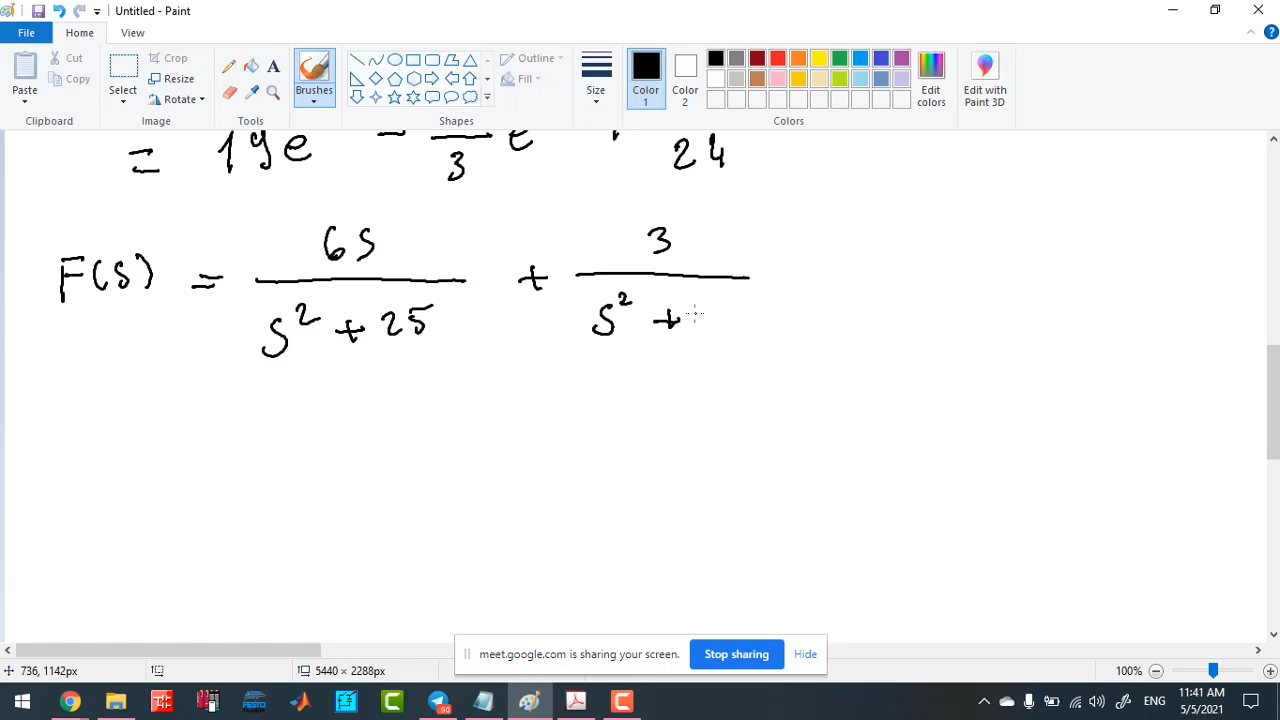 Untitled - Paint
File Home View
Paste Cut Copy Clipboard
Select Crop Resize Rotate Image
Tools
Brushes
Outline Fill Shapes
Size
Color 1 Color 2 Colors
Edit colors
Edit with Paint 3D
= 19e - — e
3 24
F(S) = 6S / S² + 25 + 3 / S² +
meet.google.com is sharing your screen. Stop sharing Hide
736, 1142px 5440 × 2288px 100%
90 ENG 11:41 AM
5/5/2021